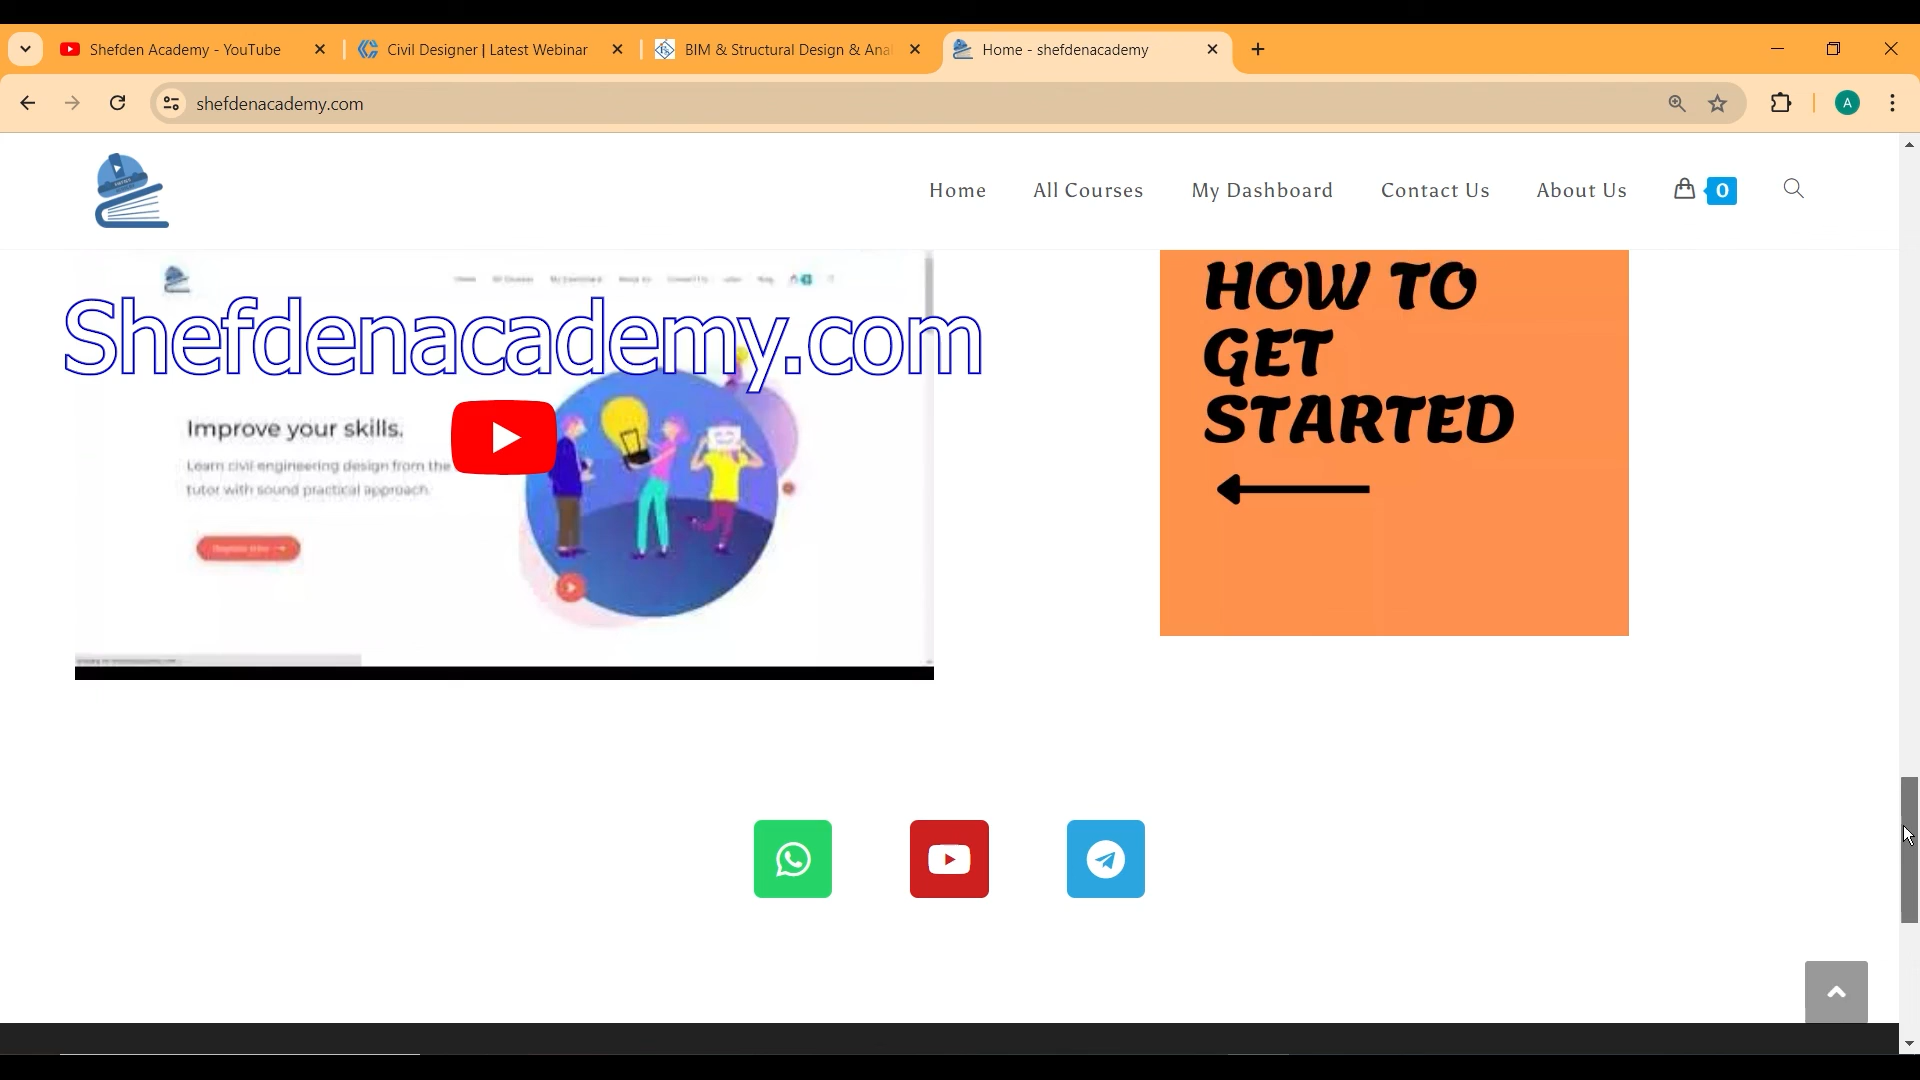 Shefden Academy - YouTube
Civil Designer | Latest Webinar
BIM & Structural Design & Ana
Home - shefdenacademy
shefdenacademy.com
A
Home
All Courses
My Dashboard
Contact Us
About Us
0
Shefdenacademy.com
Improve your skills.
Learn civil engineering design from the
tutor with sound practical approach.
HOW TO
GET
STARTED